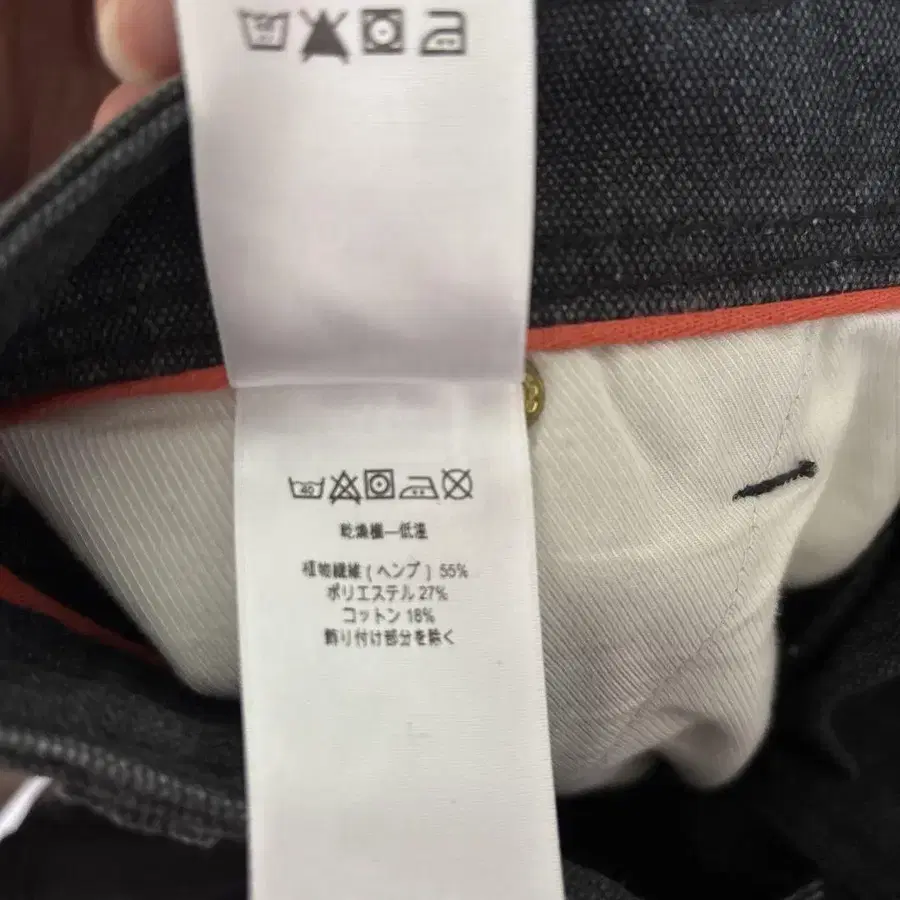 40
乾燥機—低温
植物繊維 ( ヘンプ ) 55%
ポリエステル 27%
コットン 18%
飾り付け部分を除く